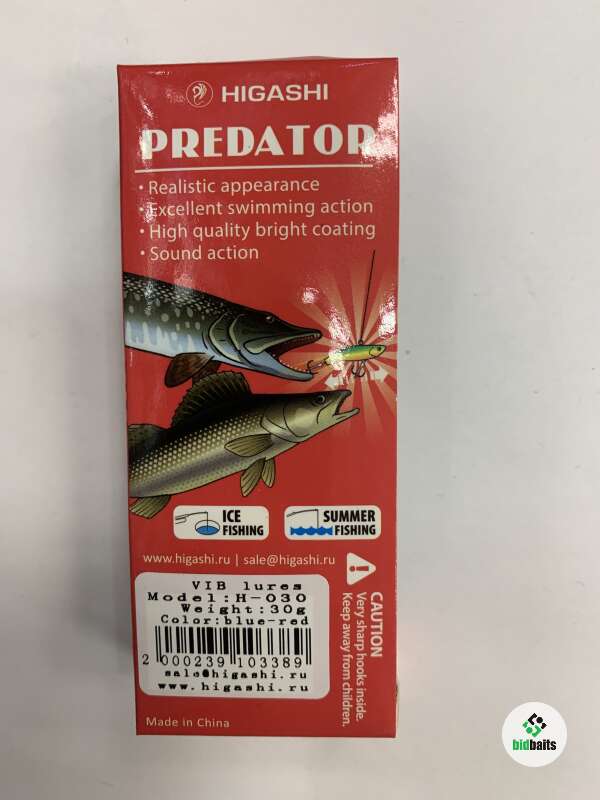 HIGASHI
PREDATOR
• Realistic appearance
• Excellent swimming action
• High quality bright coating
• Sound action
ICE
FISHING
SUMMER
FISHING
www.higashi.ru | sale@higashi.ru
CAUTION
Very sharp hooks inside.
Keep away from children.
VIB lures
Model:H-030
Weight:30g
Color:blue-red
2 000239 103389
sale@higashi.ru
www.higashi.ru
Made in China
bidbaits